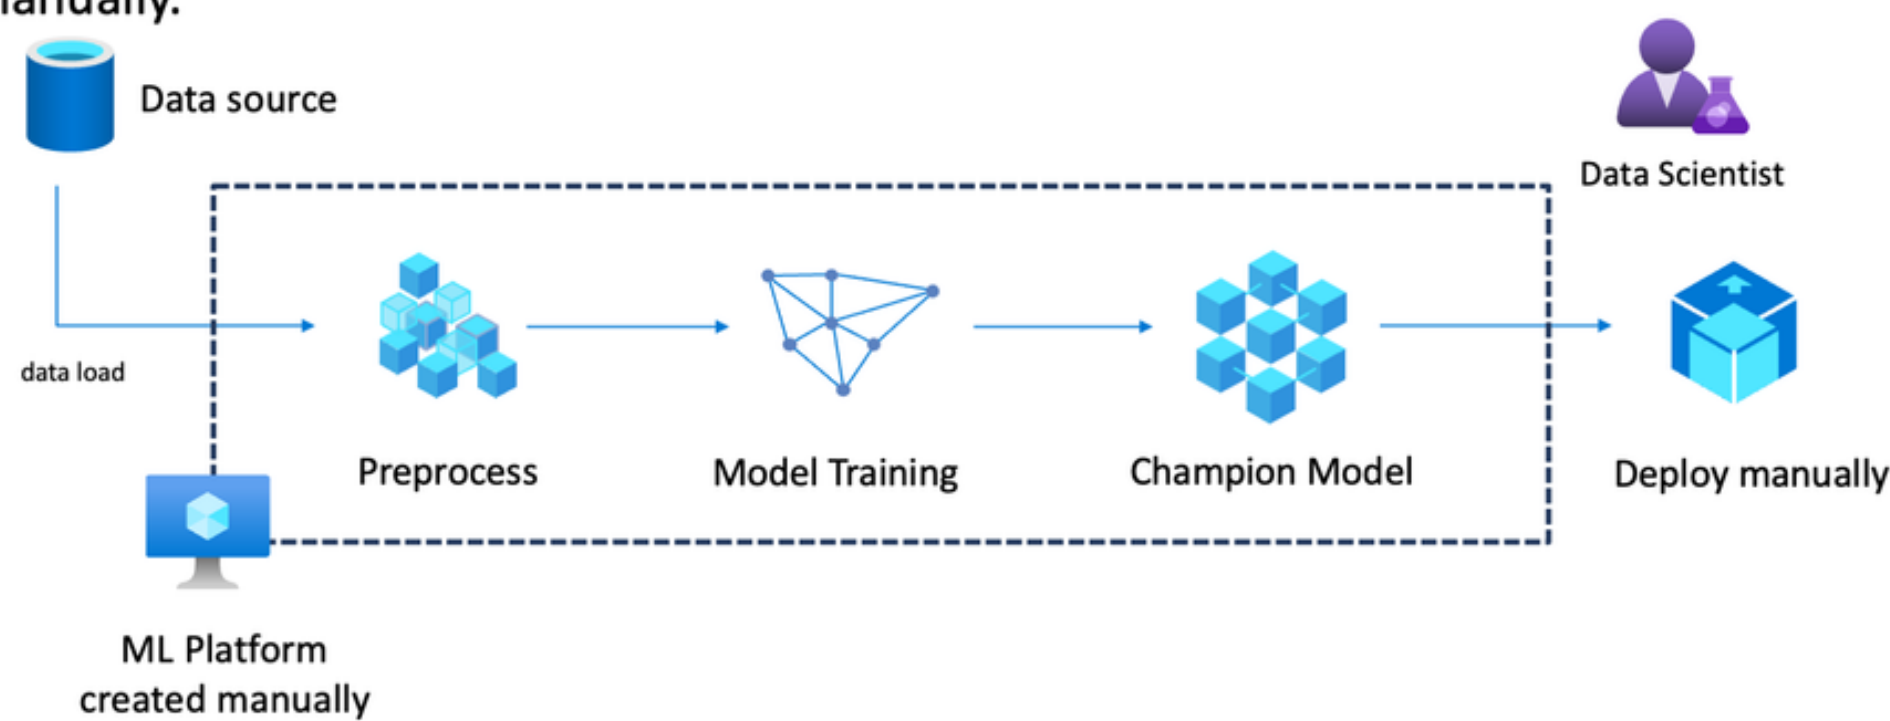 Data source
Data Scientist
data load
Preprocess
Model Training
Champion Model
Deploy manually
ML Platform
created manually